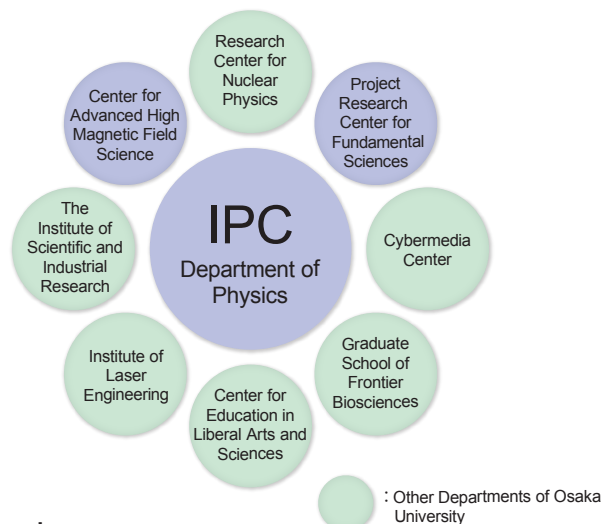 Research
Center for
Nuclear
Physics
Center for
Advanced High
Magnetic Field
Science
Project
Research
Center for
Fundamental
Sciences
IPC
Department of
Physics
The
Institute of
Scientific and
Industrial
Research
Cybermedia
Center
Institute of
Laser
Engineering
Graduate
School of
Frontier
Biosciences
Center for
Education in
Liberal Arts and
Sciences
: Other Departments of Osaka
University